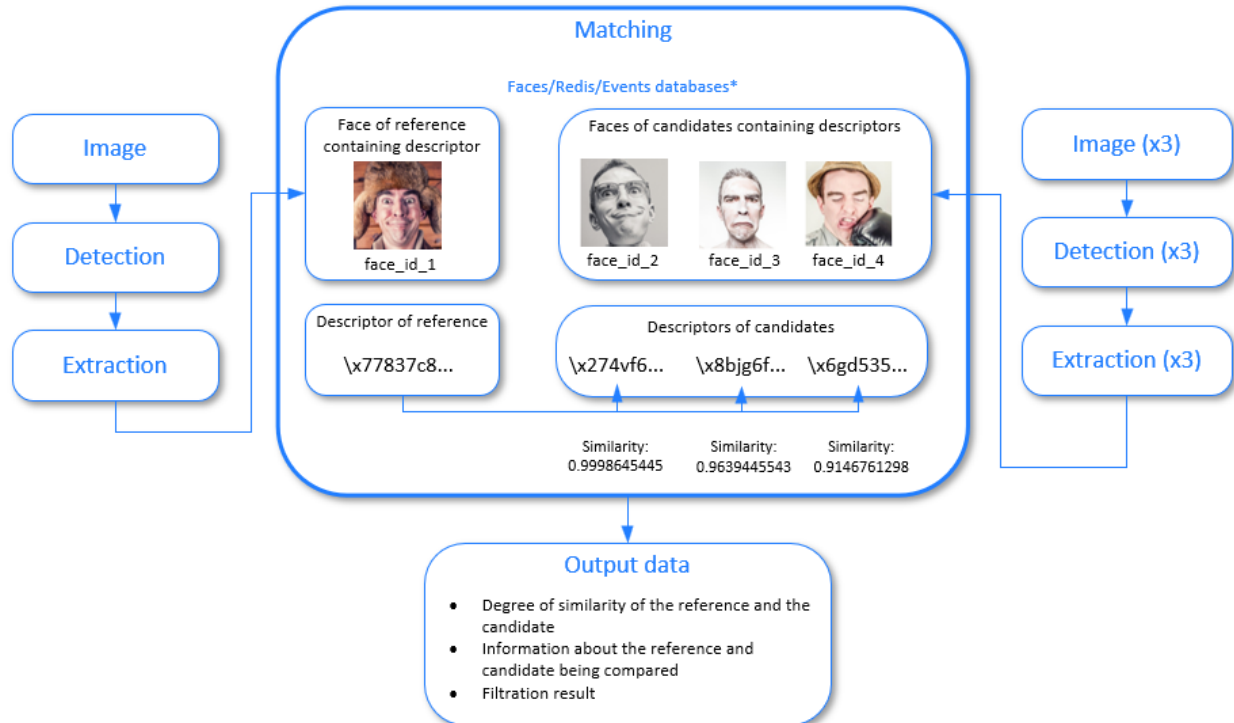 Matching
Faces/Redis/Events databases*
Image
Detection
Extraction
Face of reference
containing descriptor
face_id_1
Faces of candidates containing descriptors
face_id_2
face_id_3
face_id_4
Descriptor of reference
\x77837c8...
Descriptors of candidates
\x274vf6...
\x8bjg6f...
\x6gd535...
Similarity:
0.9998645445
Similarity:
0.9639445543
Similarity:
0.9146761298
Image (x3)
Detection (x3)
Extraction (x3)
Output data
• Degree of similarity of the reference and the
candidate
• Information about the reference and
candidate being compared
• Filtration result